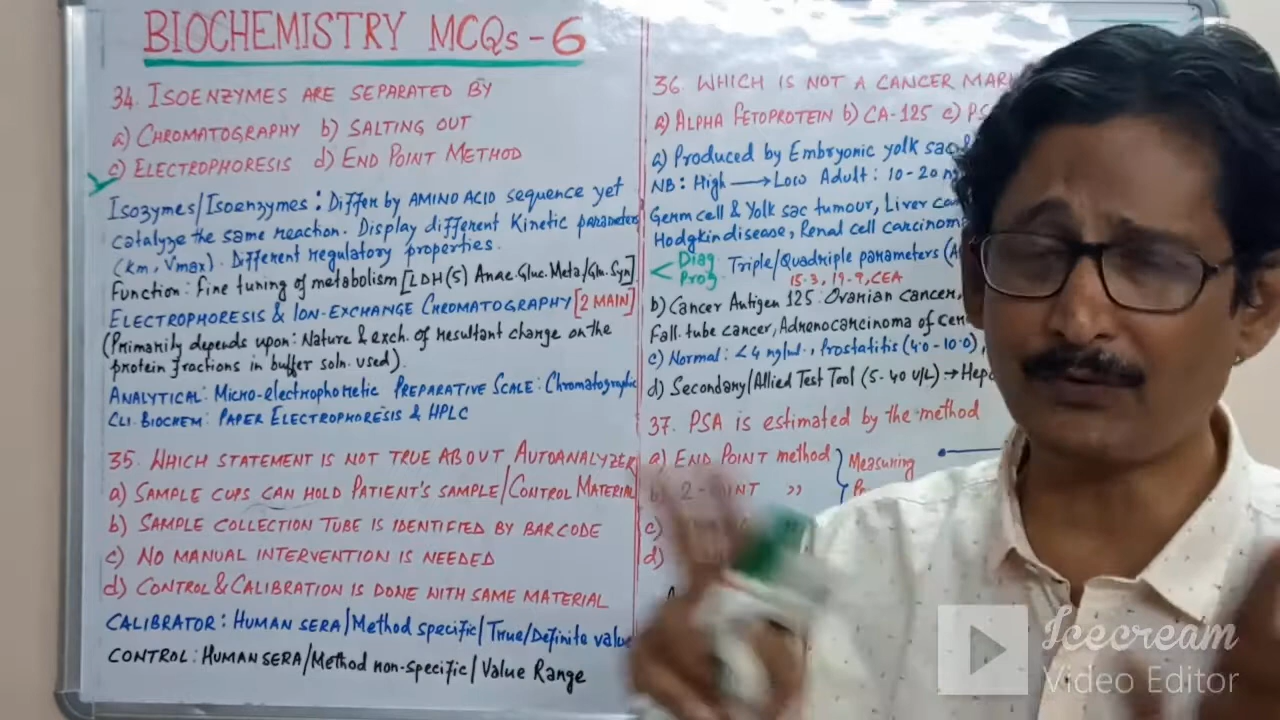 BIOCHEMISTRY MCQs - 6
34. ISOENZYMES ARE SEPARATED BY
a) CHROMATOGRAPHY b) SALTING OUT
c) ELECTROPHORESIS d) END POINT METHOD
Isozymes/Isoenzymes: Differ by AMINO ACID sequence yet
catalyze the same reaction. Display different Kinetic parameters
(Km, Vmax). Different regulatory properties.
Function: Fine tuning of metabolism [LDH(5) Anae.Gluc.Meta./Gln.Syn]
ELECTROPHORESIS & ION-EXCHANGE CHROMATOGRAPHY [2 MAIN]
(Primarily depends upon: Nature & exch. of resultant change on the
protein fractions in buffer soln. used).
ANALYTICAL: Micro-electrophoretic PREPARATIVE SCALE: Chromatographic
CLI. BIOCHEM: PAPER ELECTROPHORESIS & HPLC
35. WHICH STATEMENT IS NOT TRUE ABOUT AUTOANALYZER
a) SAMPLE CUPS CAN HOLD PATIENT'S SAMPLE/CONTROL MATERIAL
b) SAMPLE COLLECTION TUBE IS IDENTIFIED BY BARCODE
c) NO MANUAL INTERVENTION IS NEEDED
d) CONTROL & CALIBRATION IS DONE WITH SAME MATERIAL
CALIBRATOR: HUMAN SERA/Method specific/True/Definite value
CONTROL: HUMAN SERA/Method non-specific/Value Range
36. WHICH IS NOT A CANCER
a) ALPHA FETOPROTEIN b) CA-125 c)
a) Produced by Embryonic yolk sac
NB: High → Low Adult: 10-20
Germ cell & Yolk sac tumour, Liver
Hodgkin disease, Renal cell carcinoma
< Diag
Prog
Triple/Quadriple parameters
15.3, 19.9, CEA
b) Cancer Antigen 125: Ovarian cancer,
Fall. tube cancer, Adrenocarcinoma of
c) Normal: <4 ng/ml., Prostatitis (4.0-10.0),
d) Secondary/Allied Test Tool (5-40 U/L) →
37. PSA is estimated by the method
a) END POINT method
Measuring
b) 2-POINT "
c)
d)
Icecream
Video Editor